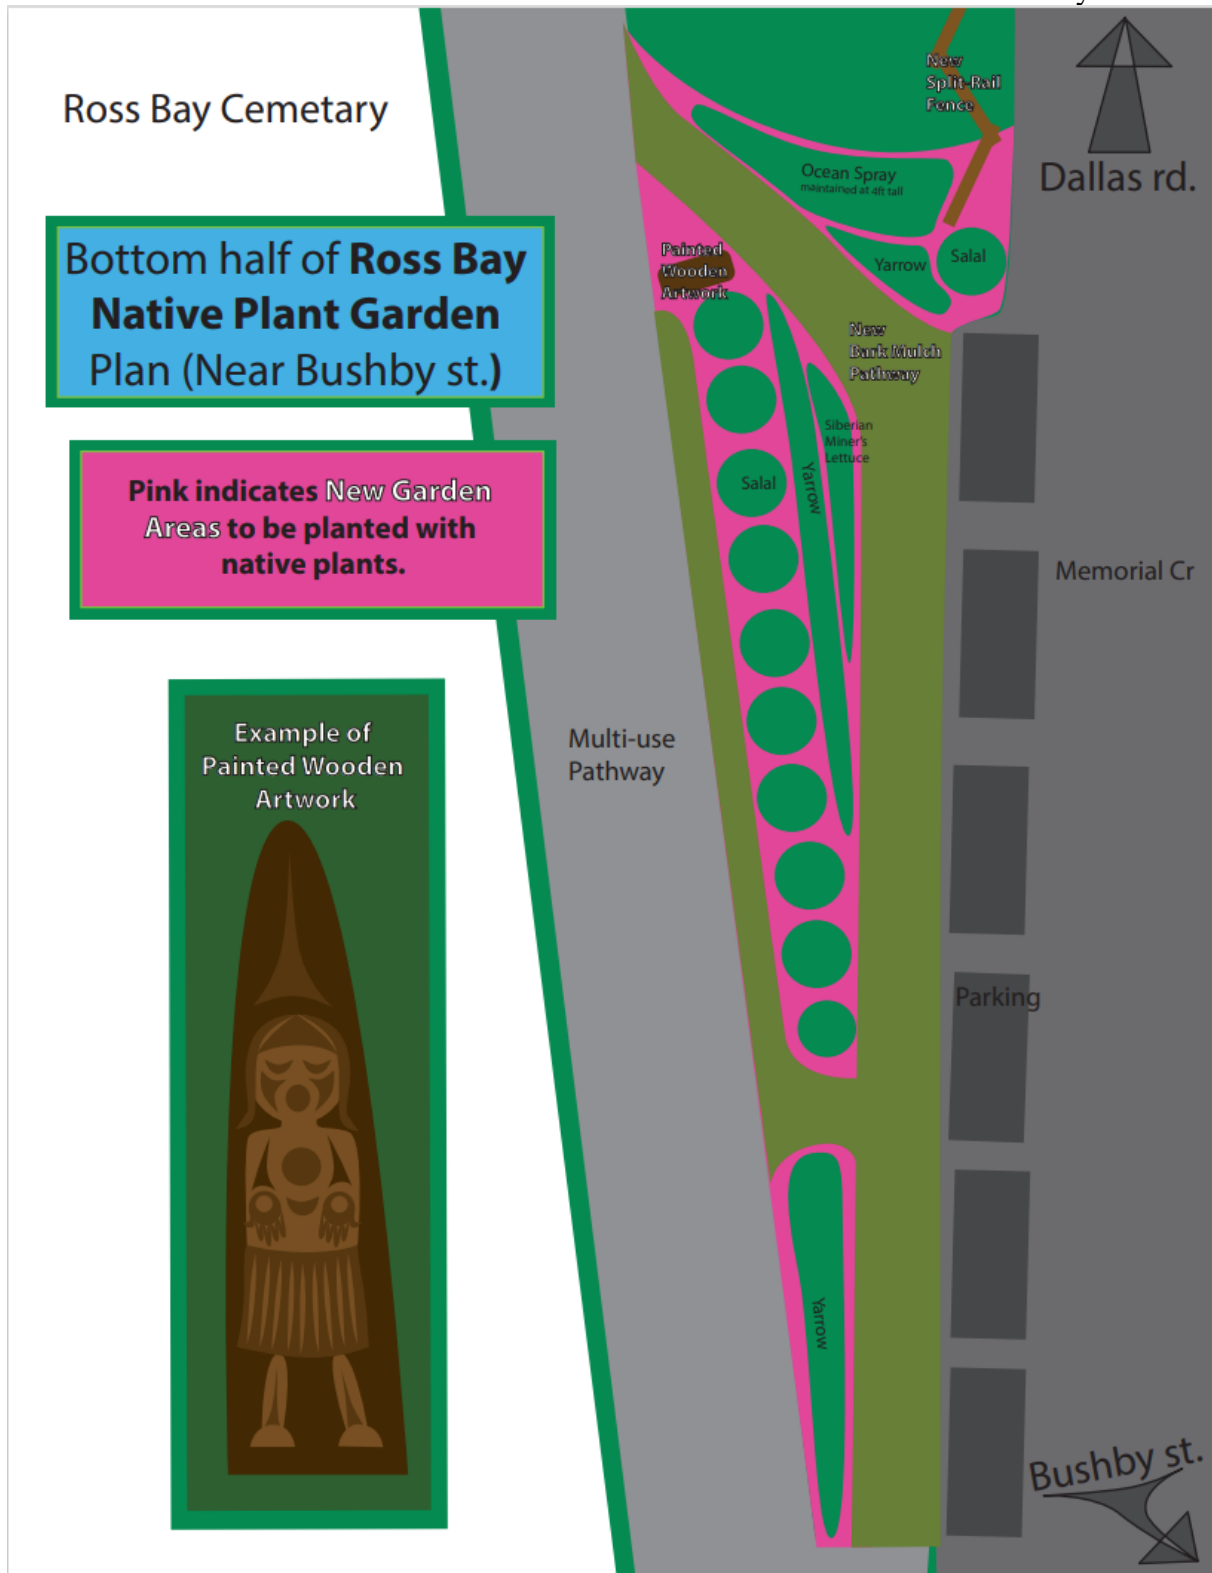 Ross Bay Cemetary
New
Split-Rail
Fence
Dallas rd.
Ocean Spray
maintained at 4ft tall
Yarrow
Salal
Bottom half of Ross Bay
Native Plant Garden
Plan (Near Bushby st.)
Painted
Wooden
Artwork
New
Bark Mulch
Pathway
Siberian
Miner's
Lettuce
Yarrow
Salal
Pink indicates New Garden
Areas to be planted with
native plants.
Memorial Cr
Example of
Painted Wooden
Artwork
Multi-use
Pathway
Parking
Yarrow
Bushby st.